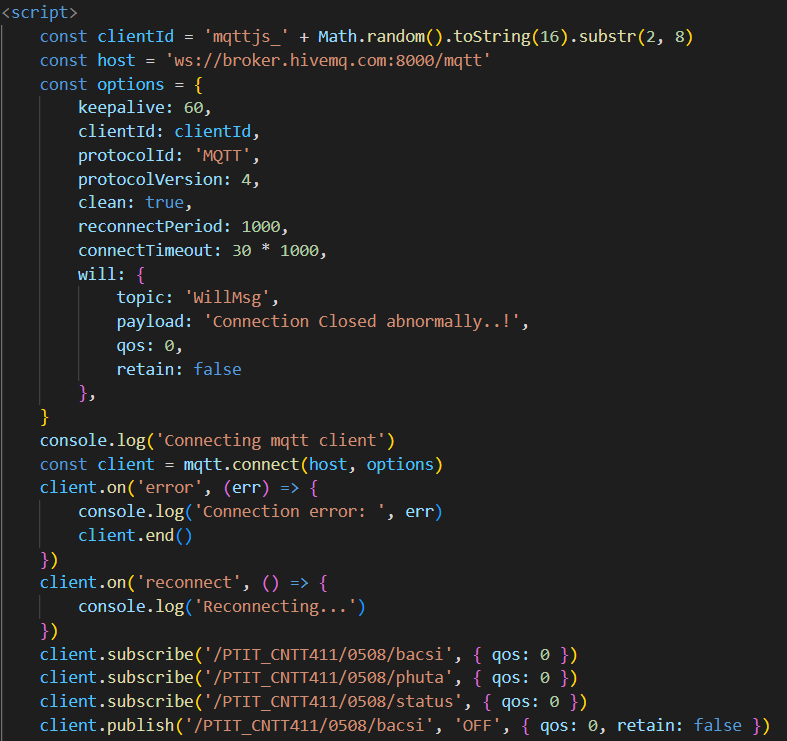 <script>
const clientId = 'mqttjs_' + Math.random().toString(16).substr(2, 8)
const host = 'ws://broker.hivemq.com:8000/mqtt'
const options = {
keepalive: 60,
clientId: clientId,
protocolId: 'MQTT',
protocolVersion: 4,
clean: true,
reconnectPeriod: 1000,
connectTimeout: 30 * 1000,
will: {
topic: 'WillMsg',
payload: 'Connection Closed abnormally..!',
qos: 0,
retain: false
},
}
console.log('Connecting mqtt client')
const client = mqtt.connect(host, options)
client.on('error', (err) => {
console.log('Connection error: ', err)
client.end()
})
client.on('reconnect', () => {
console.log('Reconnecting...')
})
client.subscribe('/PTIT_CNTT411/0508/bacsi', { qos: 0 })
client.subscribe('/PTIT_CNTT411/0508/phuta', { qos: 0 })
client.subscribe('/PTIT_CNTT411/0508/status', { qos: 0 })
client.publish('/PTIT_CNTT411/0508/bacsi', 'OFF', { qos: 0, retain: false })